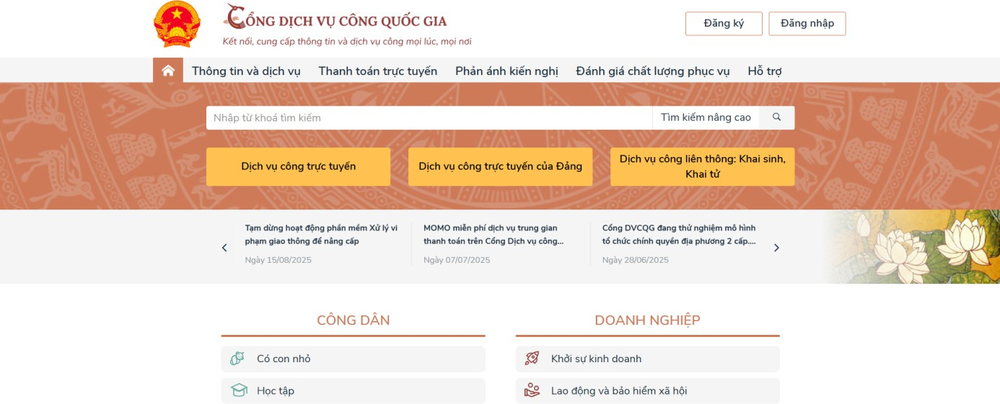 CỔNG DỊCH VỤ CÔNG QUỐC GIA
Kết nối, cung cấp thông tin và dịch vụ công mọi lúc, mọi nơi
Đăng ký
Đăng nhập
Thông tin và dịch vụ
Thanh toán trực tuyến
Phản ánh kiến nghị
Đánh giá chất lượng phục vụ
Hỗ trợ
Nhập từ khoá tìm kiếm
Tìm kiếm nâng cao
Dịch vụ công trực tuyến
Dịch vụ công trực tuyến của Đảng
Dịch vụ công liên thông: Khai sinh,
Khai tử
Tạm dừng hoạt động phần mềm Xử lý vi
phạm giao thông để nâng cấp
Ngày 15/08/2025
MOMO miễn phí dịch vụ trung gian
thanh toán trên Cổng Dịch vụ công...
Ngày 07/07/2025
Cổng DVCQG đang thử nghiệm mô hình
tổ chức chính quyền địa phương 2 cấp....
Ngày 28/06/2025
CÔNG DÂN
Có con nhỏ
Học tập
DOANH NGHIỆP
Khởi sự kinh doanh
Lao động và bảo hiểm xã hội